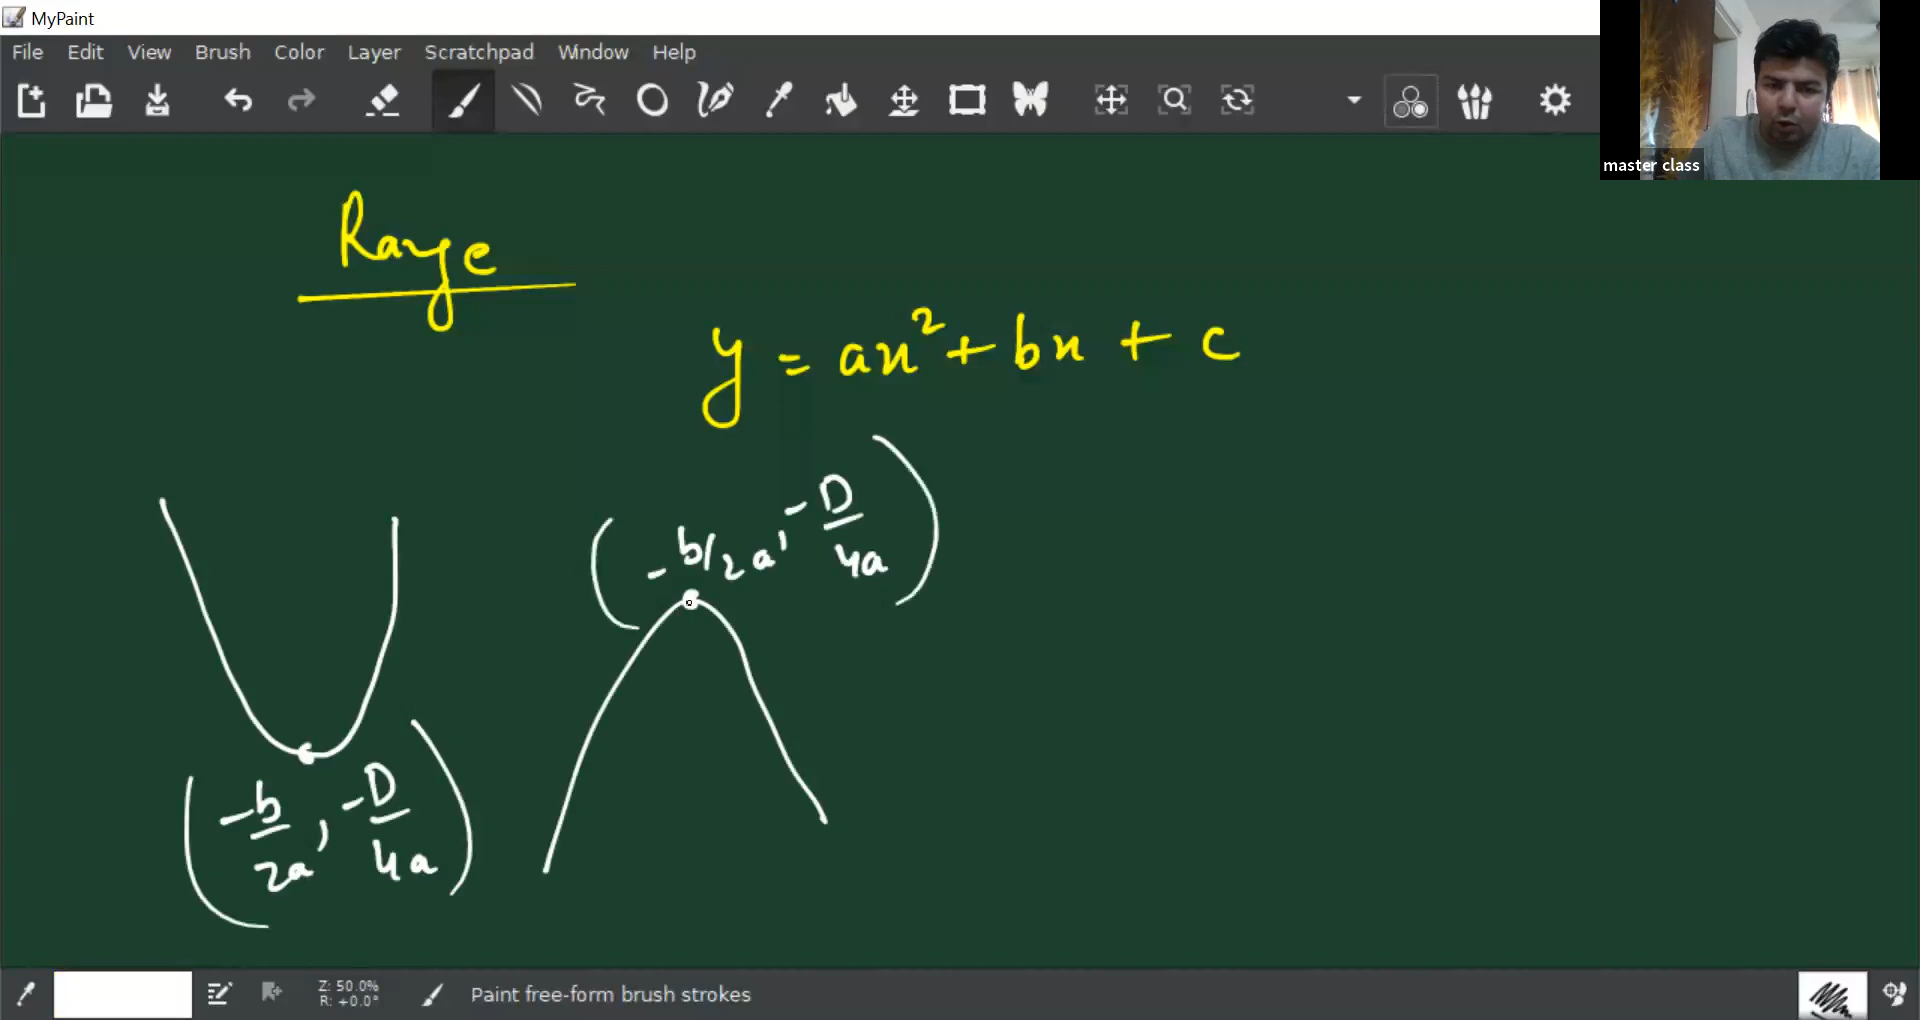 MyPaint
File Edit View Brush Color Layer Scratchpad Window Help
master class
Range
y = ax² + bx + c
(-b/2a, -D/4a)
(-b/2a, -D/4a)
Z: 50.0%
R: +0.0°
Paint free-form brush strokes